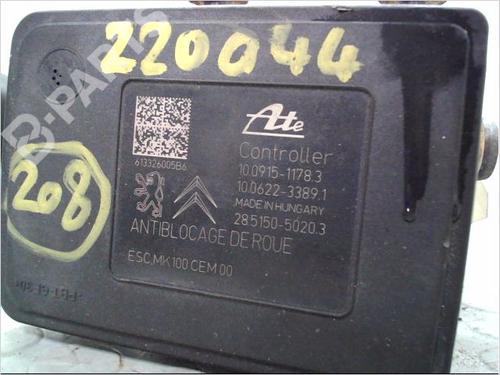 220044
B-PARTS
Ate
Controller
10.0915-1178.3
10.0622-3389.1
MADE IN HUNGARY
28.5150-5020.3
613326005B6
ANTIBLOCAGE DE ROUE
ESC,MK100 CEM 00
208